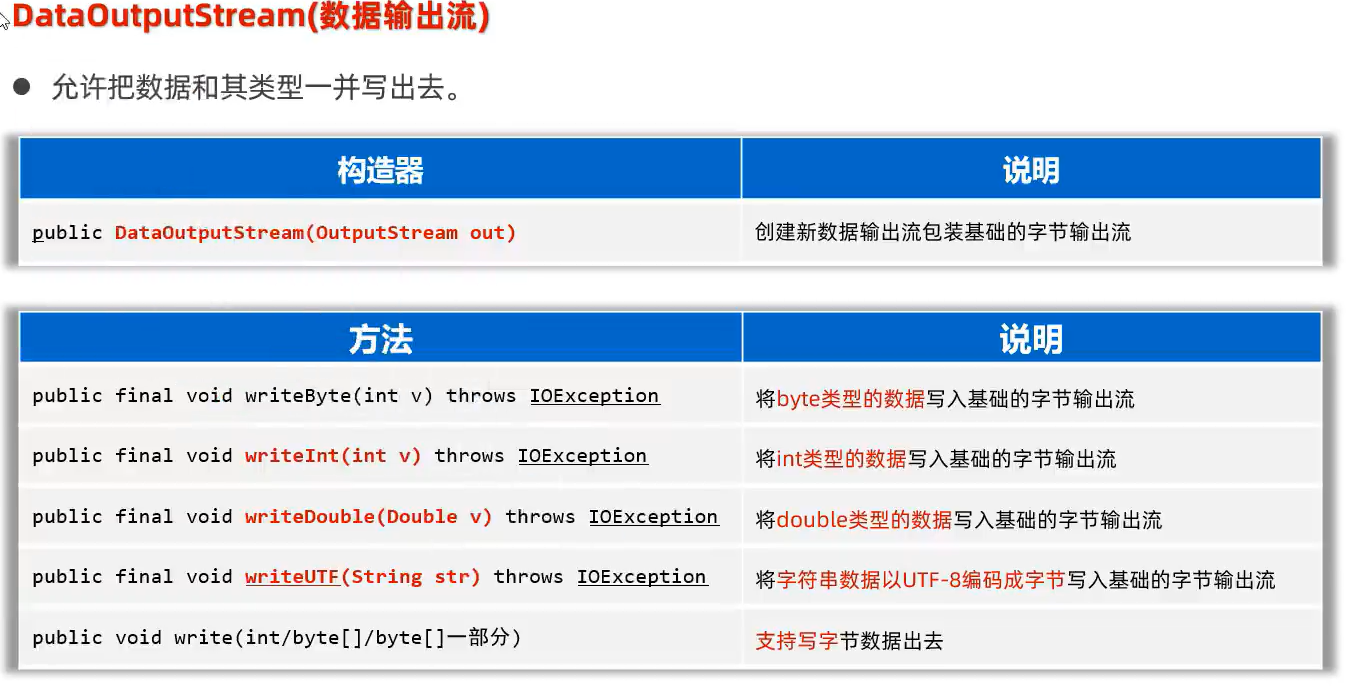 DataOutputStream(数据输出流)
● 允许把数据和其类型一并写出去。
构造器 说明
public DataOutputStream(OutputStream out) 创建新数据输出流包装基础的字节输出流
方法 说明
public final void writeByte(int v) throws IOException 将byte类型的数据写入基础的字节输出流
public final void writeInt(int v) throws IOException 将int类型的数据写入基础的字节输出流
public final void writeDouble(Double v) throws IOException 将double类型的数据写入基础的字节输出流
public final void writeUTF(String str) throws IOException 将字符串数据以UTF-8编码成字节写入基础的字节输出流
public void write(int/byte[]/byte[]一部分) 支持写字节数据出去